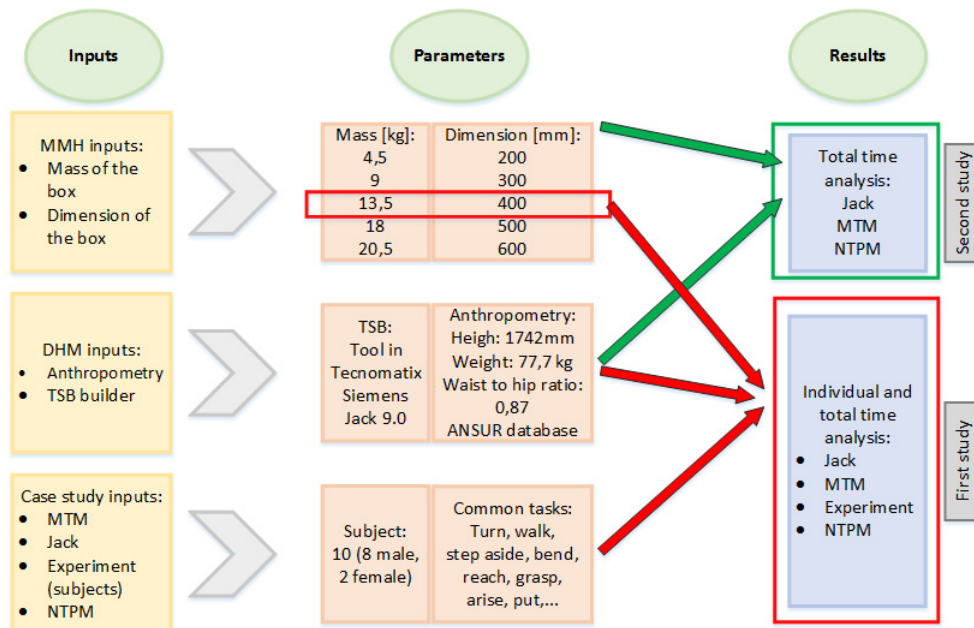 Inputs
Parameters
Results
MMH inputs:
● Mass of the
box
● Dimension of
the box
Mass [kg]:
4,5
9
13,5
18
20,5
Dimension [mm]:
200
300
400
500
600
Total time
analysis:
Jack
MTM
NTPM
Second study
DHM inputs:
• Anthropometry
● TSB builder
TSB:
Tool in
Tecnomatix
Siemens
Jack 9.0
Anthropometry:
Heigh: 1742mm
Weight: 77,7 kg
Waist to hip ratio:
0,87
ANSUR database
Individual and
total time
analysis:
● Jack
● MTM
● Experiment
● NTPM
First study
Case study inputs:
● MTM
● Jack
● Experiment
(subjects)
● NTPM
Subject:
10 (8 male,
2 female)
Common tasks:
Turn, walk,
step aside, bend,
reach, grasp,
arise, put,...